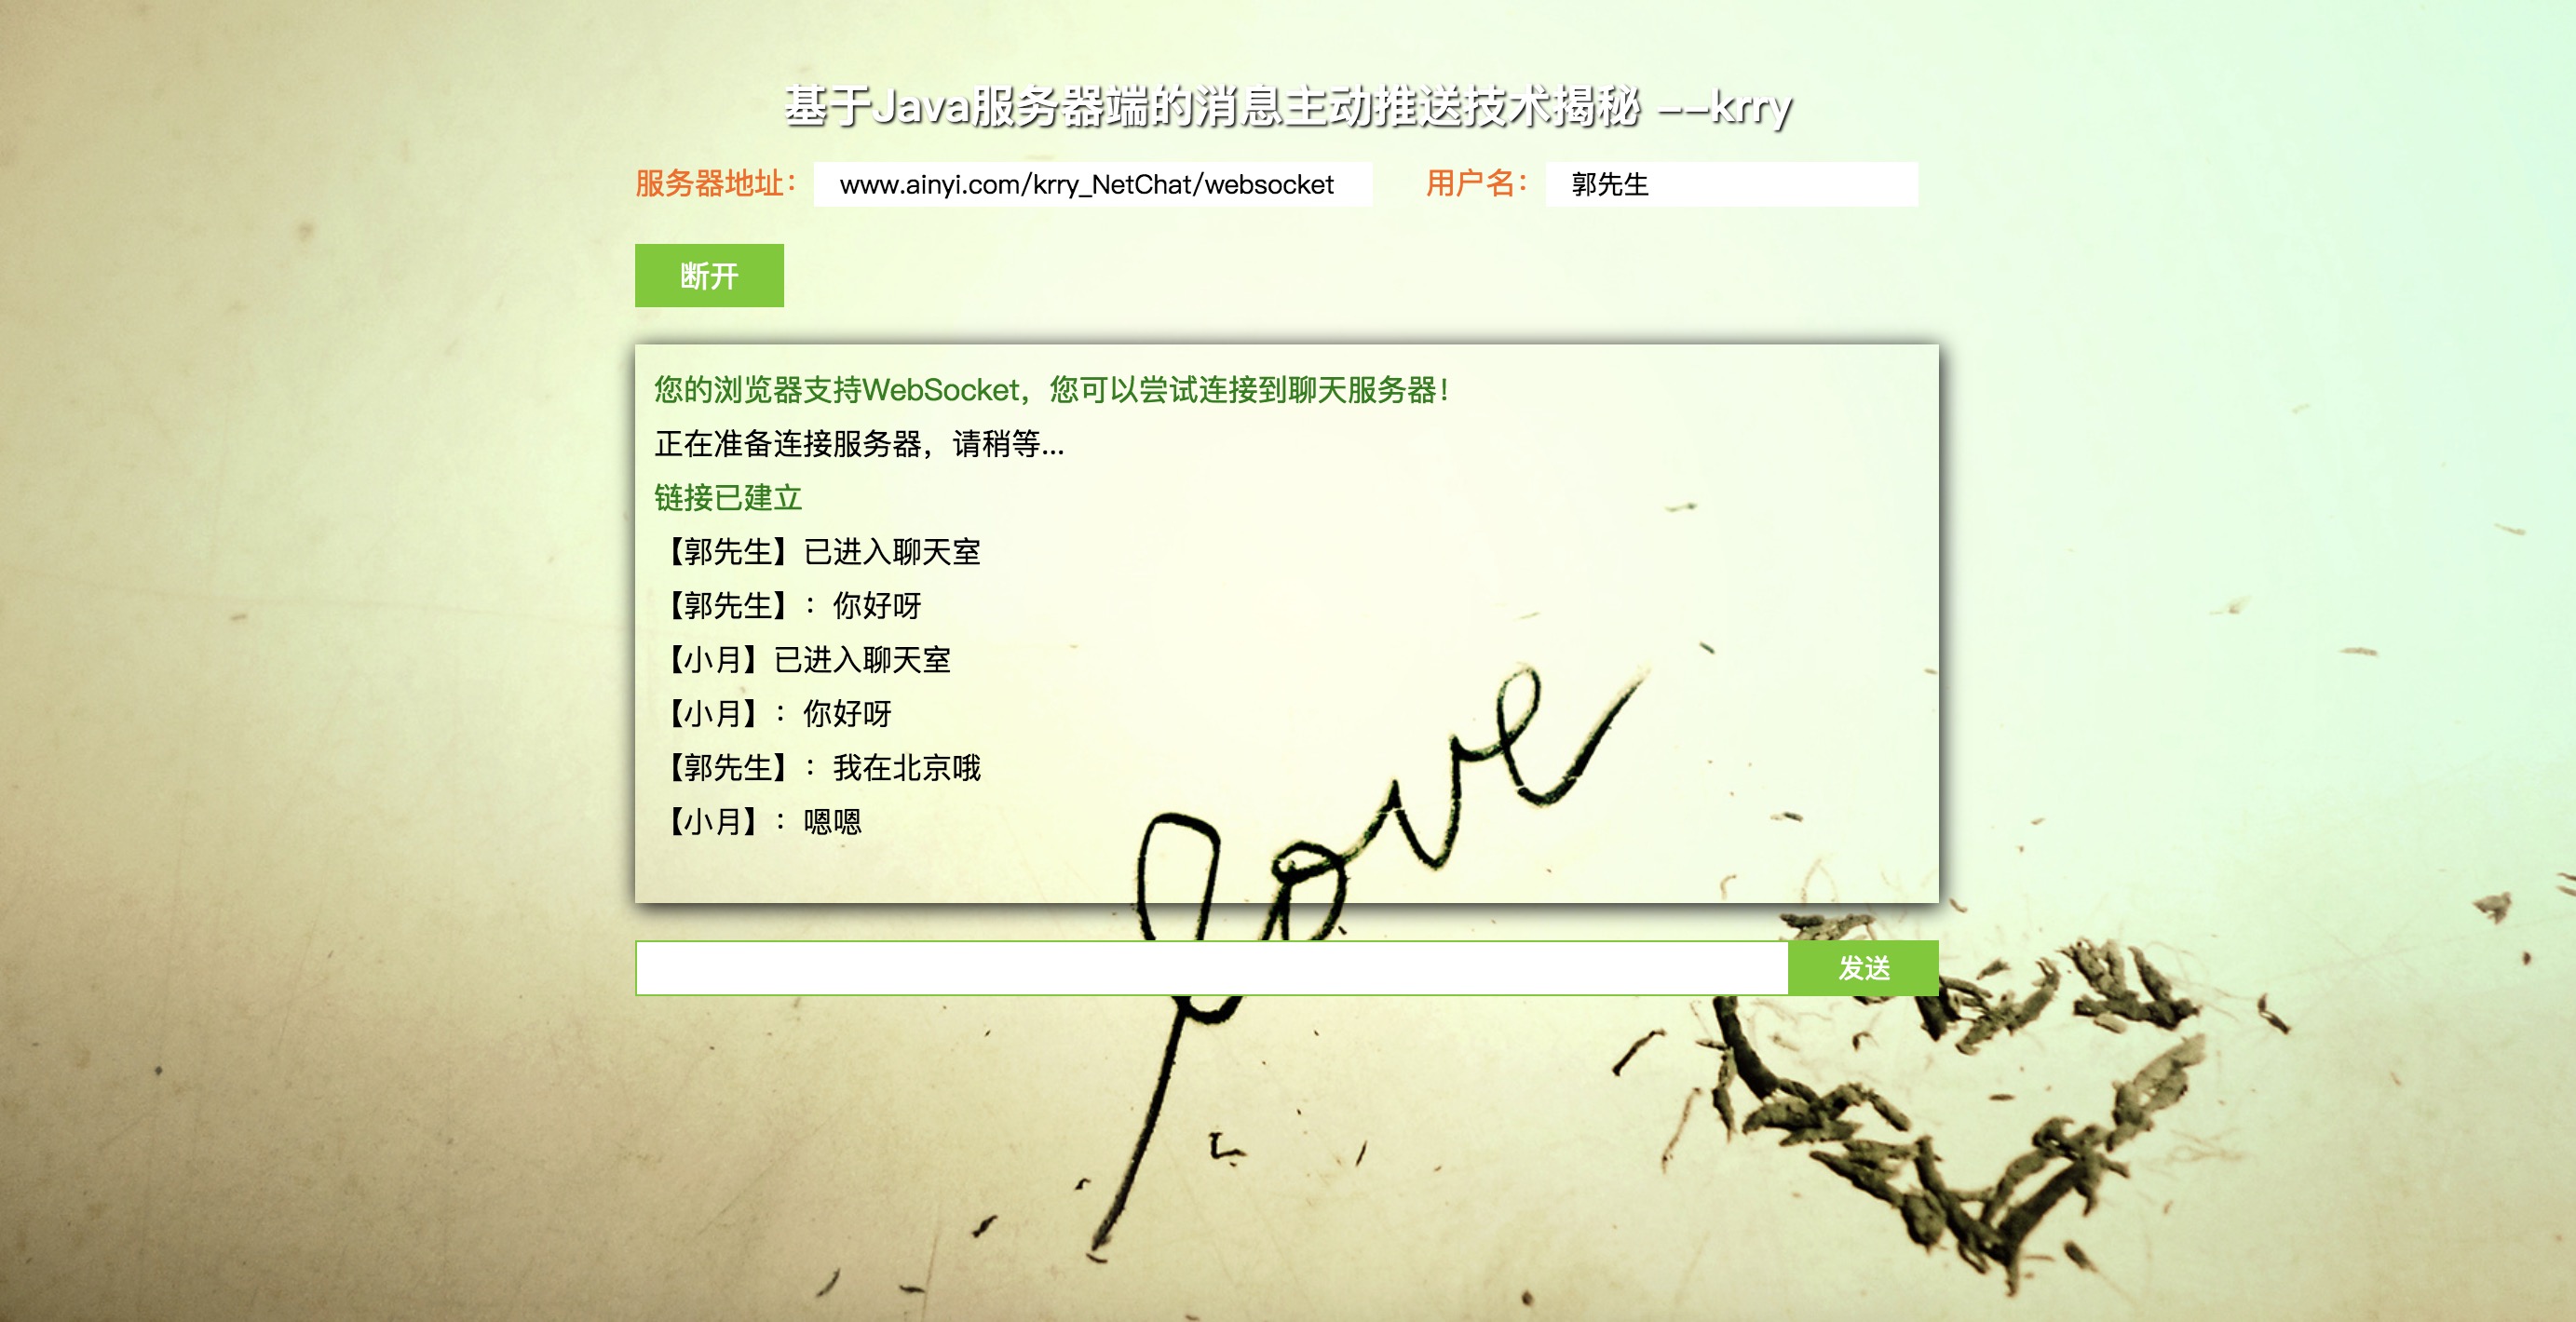 基于Java服务器端的消息主动推送技术揭秘 --krry
服务器地址： www.ainyi.com/krry_NetChat/websocket 用户名： 郭先生
断开
您的浏览器支持WebSocket，您可以尝试连接到聊天服务器！
正在准备连接服务器，请稍等...
链接已建立
【郭先生】已进入聊天室
【郭先生】：你好呀
【小月】已进入聊天室
【小月】：你好呀
【郭先生】：我在北京哦
【小月】：嗯嗯
love
发送